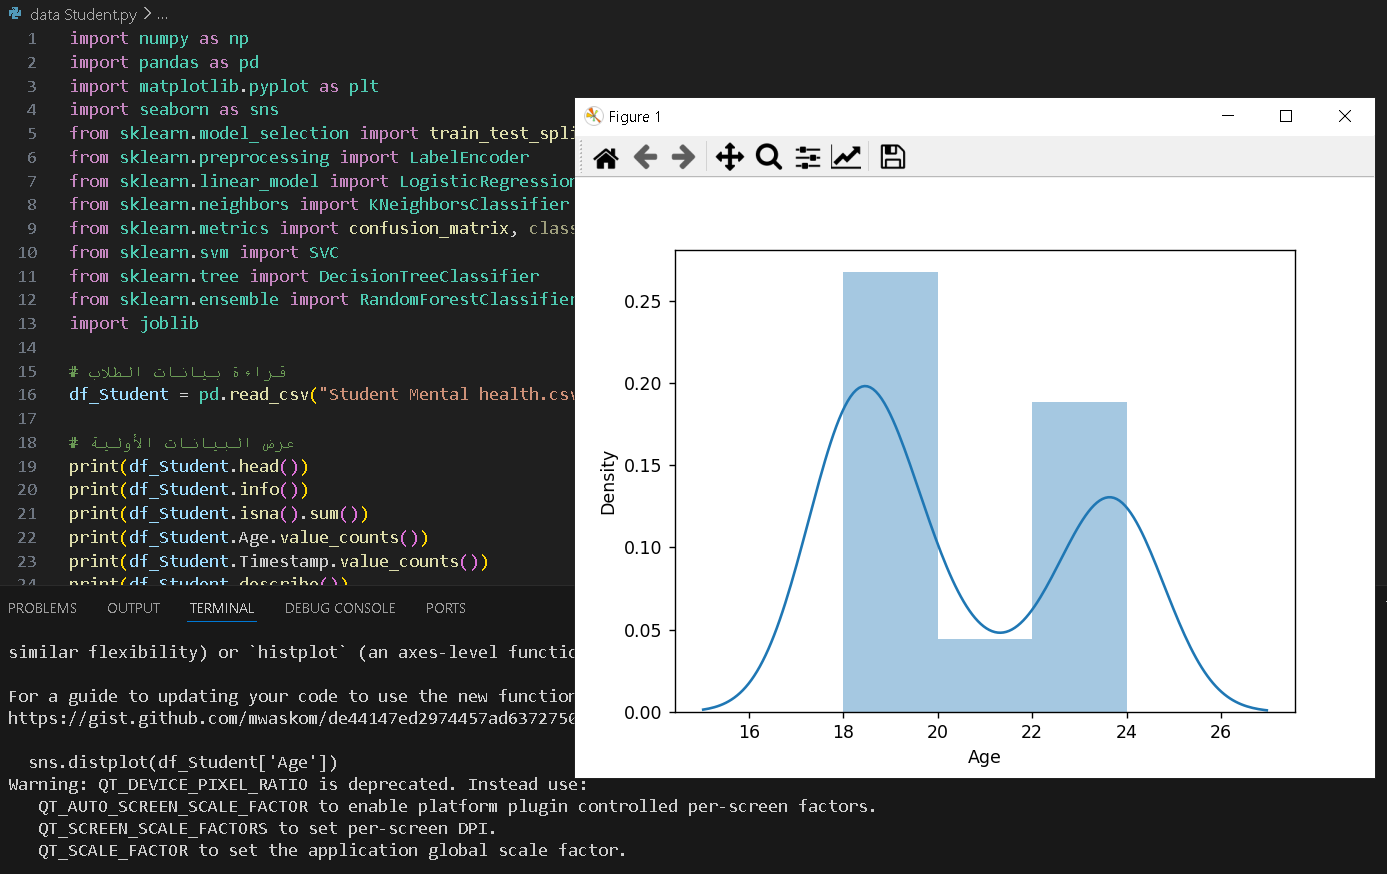 data Student.py > ...
1 import numpy as np
2 import pandas as pd
3 import matplotlib.pyplot as plt
4 import seaborn as sns
5 from sklearn.model_selection import train_test_spli
6 from sklearn.preprocessing import LabelEncoder
7 from sklearn.linear_model import LogisticRegression
8 from sklearn.neighbors import KNeighborsClassifier
9 from sklearn.metrics import confusion_matrix, class
10 from sklearn.svm import SVC
11 from sklearn.tree import DecisionTreeClassifier
12 from sklearn.ensemble import RandomForestClassifier
13 import joblib
14
15 # قراءة بيانات الطلاب
16 df_Student = pd.read_csv("Student Mental health.csv
17
18 # عرض البيانات الأولية
19 print(df_Student.head())
20 print(df_Student.info())
21 print(df_Student.isna().sum())
22 print(df_Student.Age.value_counts())
23 print(df_Student.Timestamp.value_counts())
24 print(df_Student.describe())
PROBLEMS OUTPUT TERMINAL DEBUG CONSOLE PORTS
similar flexibility) or `histplot` (an axes-level functio
For a guide to updating your code to use the new function
https://gist.github.com/mwaskom/de44147ed2974457ad6372750
sns.distplot(df_Student['Age'])
Warning: QT_DEVICE_PIXEL_RATIO is deprecated. Instead use:
QT_AUTO_SCREEN_SCALE_FACTOR to enable platform plugin controlled per-screen factors.
QT_SCREEN_SCALE_FACTORS to set per-screen DPI.
QT_SCALE_FACTOR to set the application global scale factor.
Figure 1
Density
0.25
0.20
0.15
0.10
0.05
0.00
16 18 20 22 24 26
Age